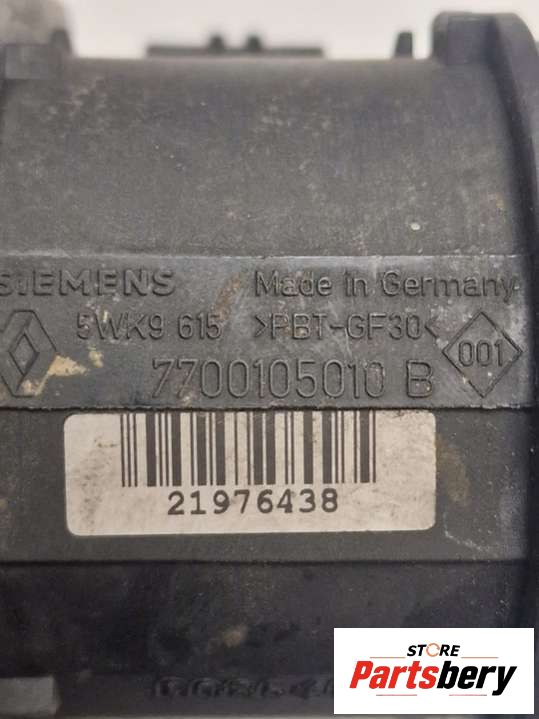 SIEMENS Made in Germany
5WK9 615 >PBT-GF30<
001
7700105010 B
21976438
STORE
Partsbery